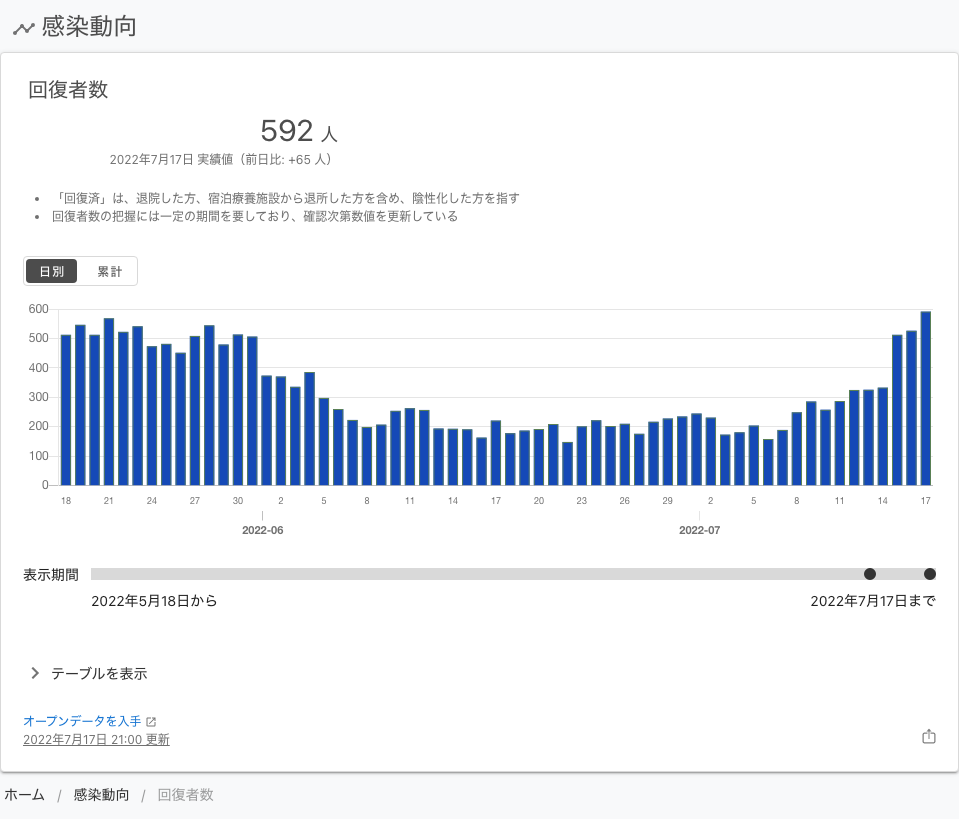 感染動向
回復者数
592 人
2022年7月17日 実績値（前日比: +65 人）
• 「回復済」は、退院した方、宿泊療養施設から退所した方を含め、陰性化した方を指す
• 回復者数の把握には一定の期間を要しており、確認次第数値を更新している
日別 累計
600
500
400
300
200
100
0
18 21 24 27 30 2 5 8 11 14 17 20 23 26 29 2 5 8 11 14 17
2022-06 2022-07
表示期間
2022年5月18日から 2022年7月17日まで
テーブルを表示
オープンデータを入手
2022年7月17日 21:00 更新
ホーム / 感染動向 / 回復者数